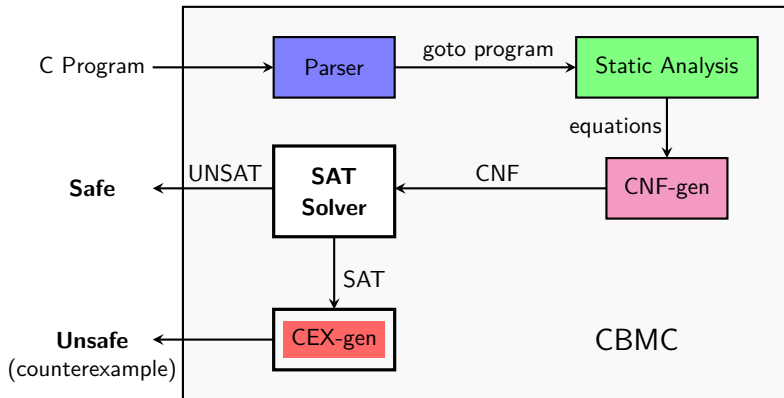 C Program
Parser
goto program
Static Analysis
equations
CNF-gen
CNF
SAT
Solver
UNSAT
Safe
SAT
CEX-gen
Unsafe
(counterexample)
CBMC